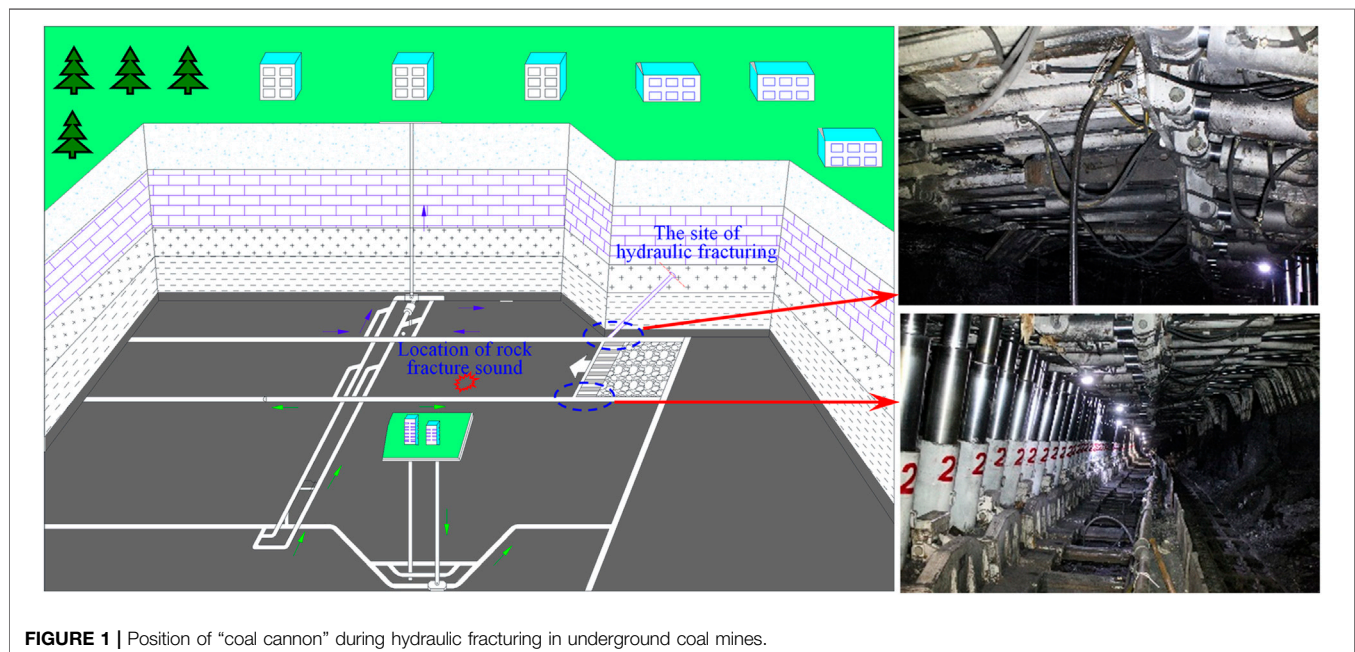 The site of
hydraulic fracturing
Location of rock
fracture sound
2 2 2 2 2 2 2
FIGURE 1 | Position of “coal cannon” during hydraulic fracturing in underground coal mines.